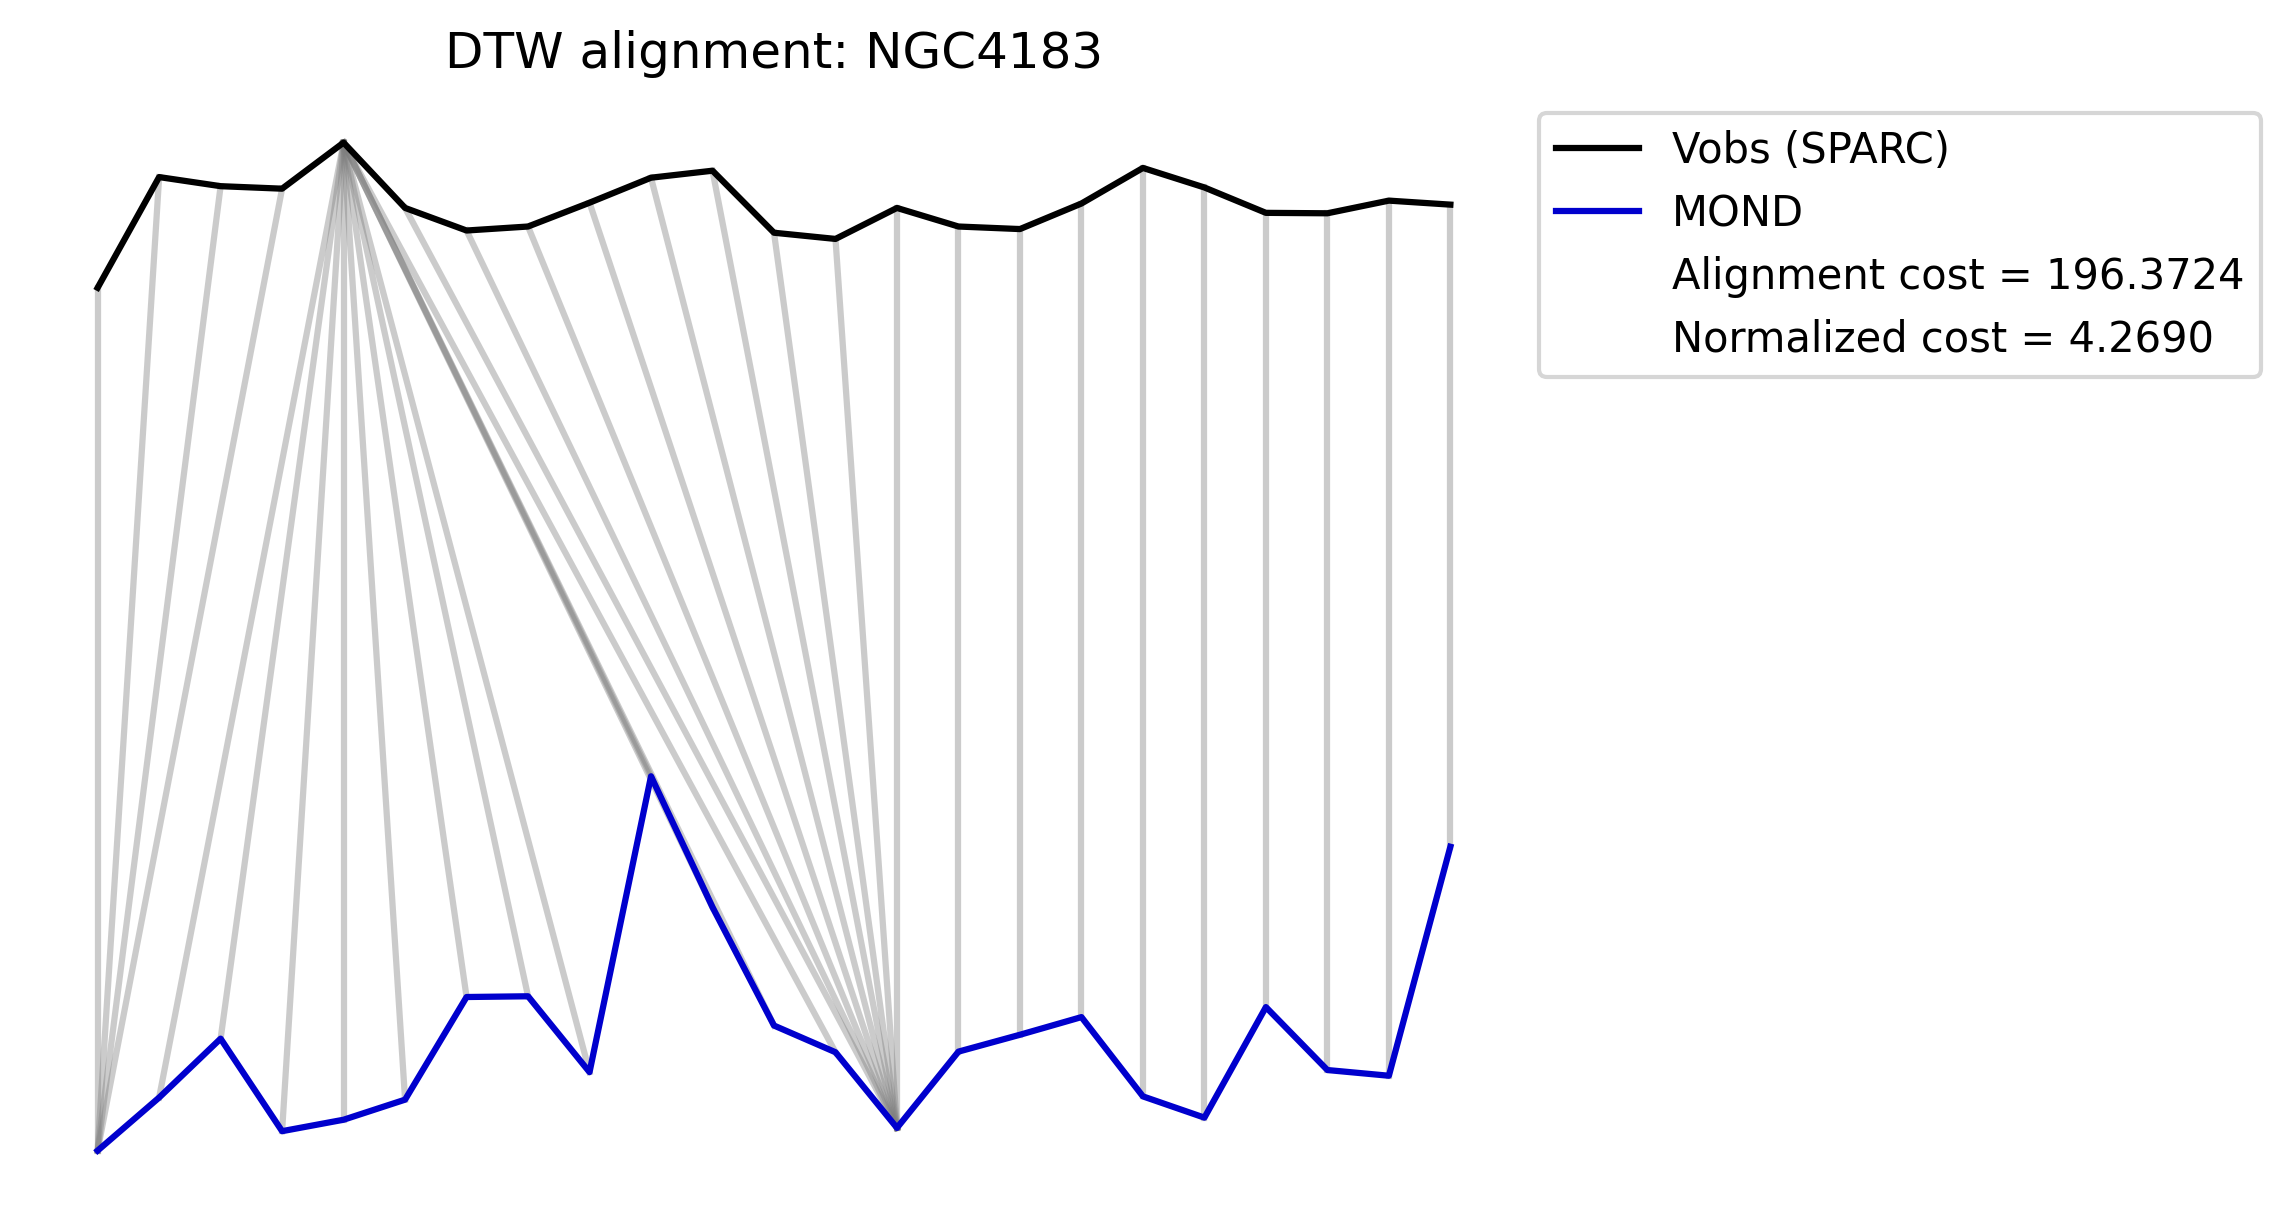 DTW alignment: NGC4183
Vobs (SPARC)
MOND
Alignment cost = 196.3724
Normalized cost = 4.2690